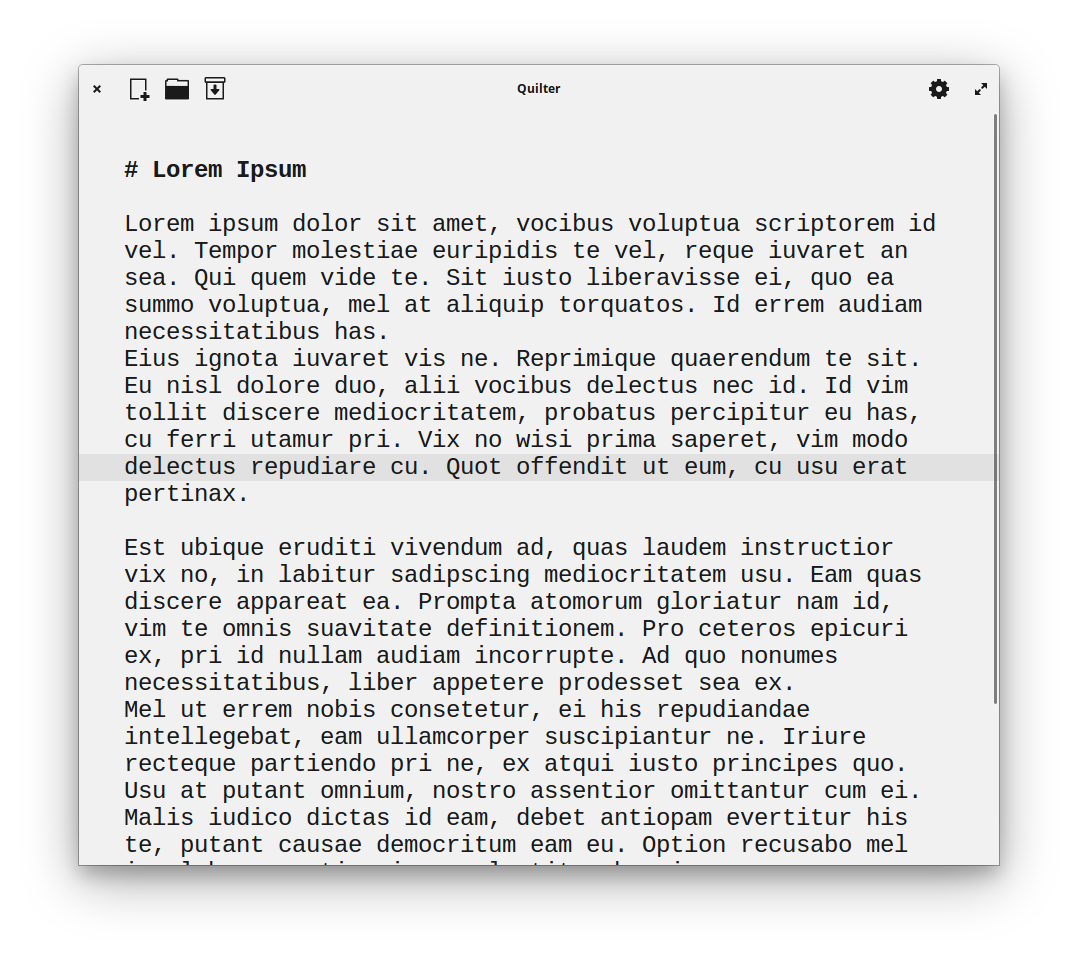 Quilter
# Lorem Ipsum
Lorem ipsum dolor sit amet, vocibus voluptua scriptorem id
vel. Tempor molestiae euripidis te vel, reque iuvaret an
sea. Qui quem vide te. Sit iusto liberavisse ei, quo ea
summo voluptua, mel at aliquip torquatos. Id errem audiam
necessitatibus has.
Eius ignota iuvaret vis ne. Reprimique quaerendum te sit.
Eu nisl dolore duo, alii vocibus delectus nec id. Id vim
tollit discere mediocritatem, probatus percipitur eu has,
cu ferri utamur pri. Vix no wisi prima saperet, vim modo
delectus repudiare cu. Quot offendit ut eum, cu usu erat
pertinax.
Est ubique eruditi vivendum ad, quas laudem instructior
vix no, in labitur sadipscing mediocritatem usu. Eam quas
discere appareat ea. Prompta atomorum gloriatur nam id,
vim te omnis suavitate definitionem. Pro ceteros epicuri
ex, pri id nullam audiam incorrupte. Ad quo nonumes
necessitatibus, liber appetere prodesset sea ex.
Mel ut errem nobis consetetur, ei his repudiandae
intellegebat, eam ullamcorper suscipiantur ne. Iriure
recteque partiendo pri ne, ex atqui iusto principes quo.
Usu at putant omnium, nostro assentior omittantur cum ei.
Malis iudico dictas id eam, debet antiopam evertitur his
te, putant causae democritum eam eu. Option recusabo mel